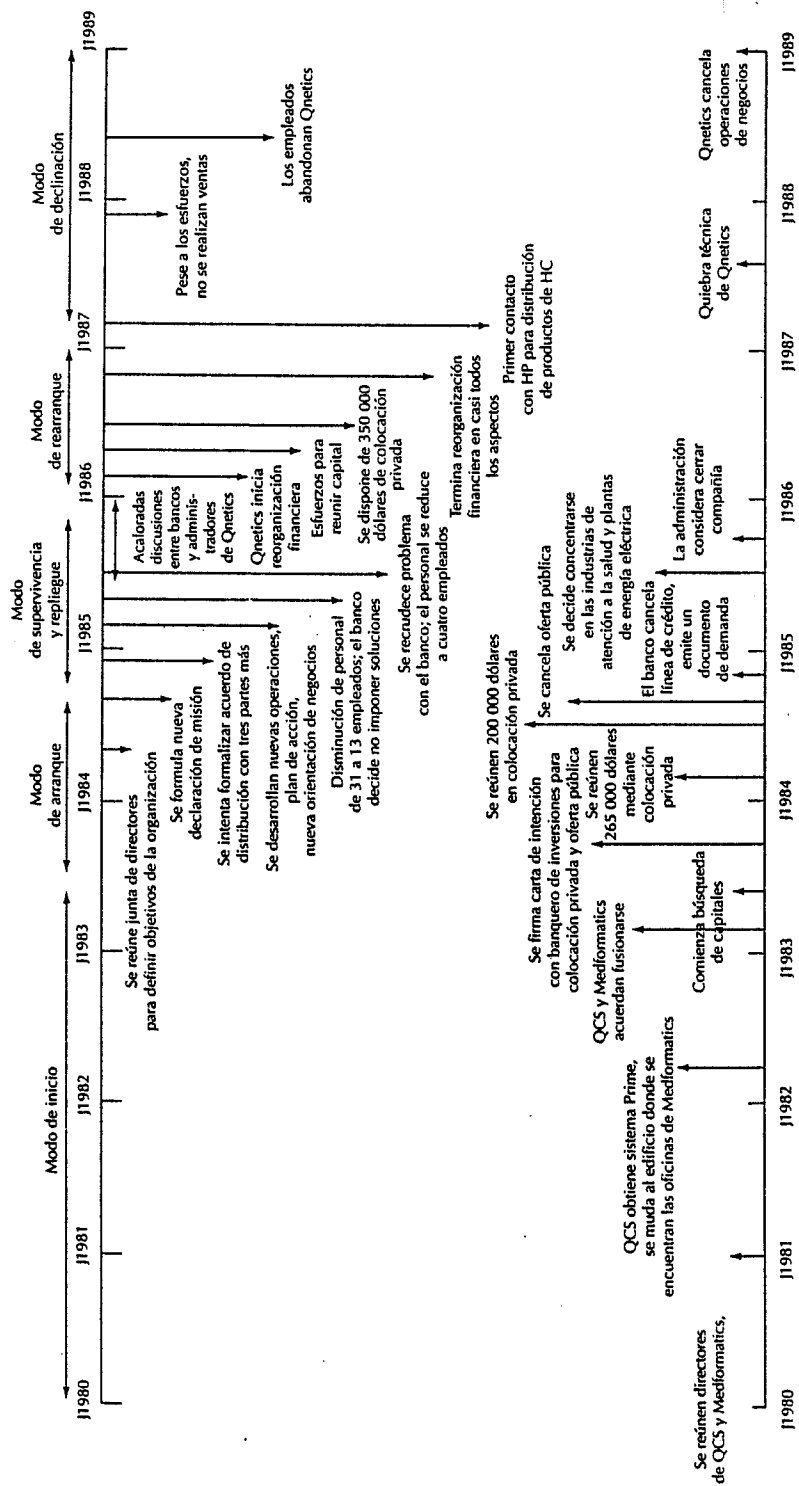 Modo de inicio
Modo
de arranque
Modo
de supervivencia
y repliegue
Modo
de rearranque
Modo
de declinación
J1980
J1981
J1982
J1983
J1984
J1985
J1986
J1987
J1988
J1989
Se reúne junta de directores
para definir objetivos de la organización
Se formula nueva
declaración de misión
Se intenta formalizar acuerdo de
distribución con tres partes más
Se desarrollan nuevas operaciones,
plan de acción,
nueva orientación de negocios
Disminución de personal
de 31 a 13 empleados; el banco
decide no imponer soluciones
Se recrudece problema
con el banco; el personal se reduce
a cuatro empleados
Acaloradas
discusiones
entre bancos
y adminis-
tradores
de Qnetics
Qnetics inicia
reorganización
financiera
Esfuerzos para
reunir capital
Se dispoine de 350 000
dólares de colocación
privada
Termina reorganización
financiera en casi todos
los aspectos
Primer contacto
con HP para distribución
de productos de HC
Pese a los esfuerzos,
no se realizan ventas
Los empleados
abandonan Qnetics
Se reúnen directores
de QCS y Medformatics,
QCS obtiene sistema Prime,
se muda al edificio donde se
encuentran las oficinas de Medformatics
QCS y Medformatics
acuerdan fusionarse
Comienza búsqueda
de capitales
Se firma carta de intención
con banquero de inversiones para
colocación privada y oferta pública
Se reúnen
265 000 dólares
mediante
colocación
privada
Se reúnen 200 000 dólares
en colocación privada
Se cancela oferta pública
El banco cancela
línea de crédito,
emite un
documento
de demanda
Se decide concentrarse
en las industrias de
atención a la salud y plantas
de energía eléctrica
La administración
considera cerrar
compañía
Quiebra técnica
de Qnetics
Qnetics cancela
operaciones
de negocios
J1980
J1981
J1982
J1983
J1984
J1985
J1986
J1987
J1988
J1989